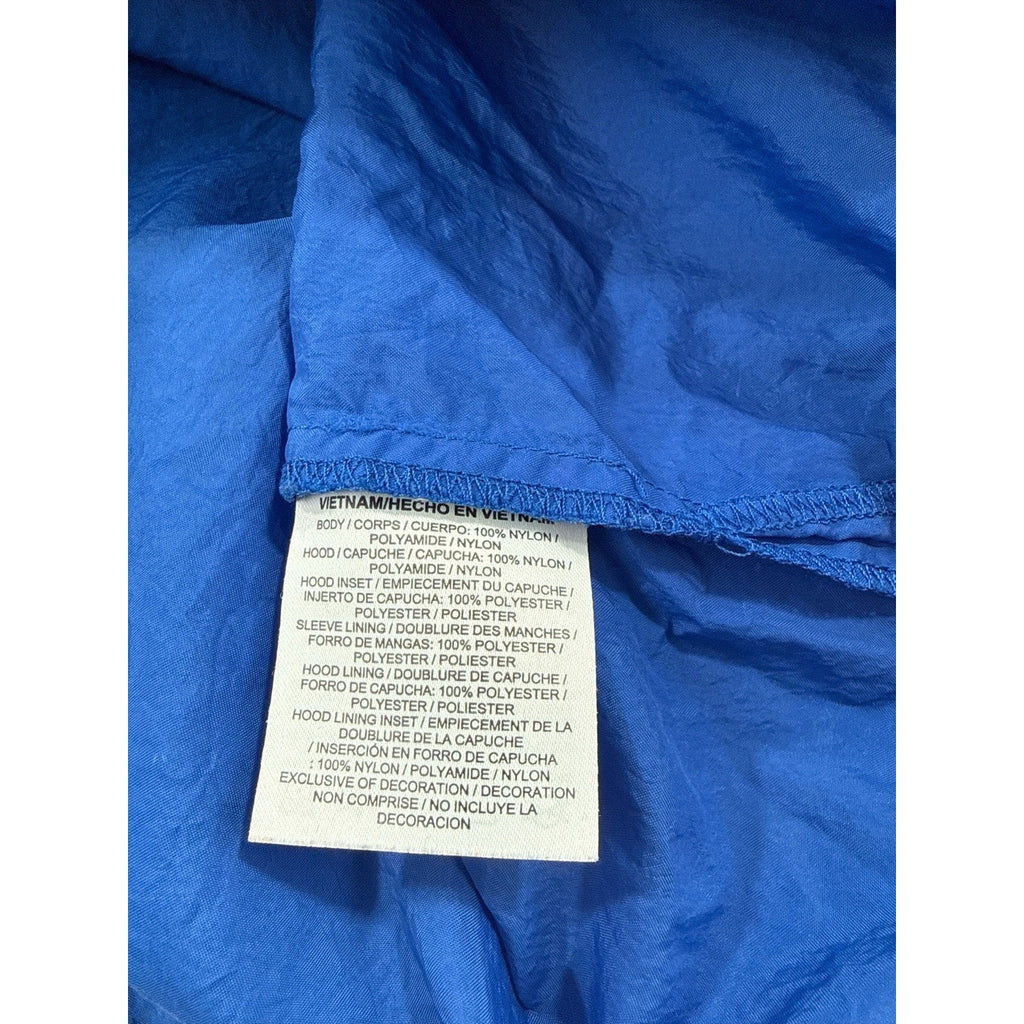 VIETNAM/HECHO EN VIETNAM
BODY / CORPS / CUERPO: 100% NYLON /
POLYAMIDE / NYLON
HOOD / CAPUCHE / CAPUCHA: 100% NYLON /
POLYAMIDE / NYLON
HOOD INSET / EMPIECEMENT DU CAPUCHE /
INJERTO DE CAPUCHA: 100% POLYESTER /
POLYESTER / POLIESTER
SLEEVE LINING / DOUBLURE DES MANCHES /
FORRO DE MANGAS: 100% POLYESTER /
POLYESTER / POLIESTER
HOOD LINING / DOUBLURE DE CAPUCHE /
FORRO DE CAPUCHA: 100% POLYESTER /
POLYESTER / POLIESTER
HOOD LINING INSET / EMPIECEMENT DE LA
DOUBLURE DE LA CAPUCHE
/ INSERCIÓN EN FORRO DE CAPUCHA
: 100% NYLON / POLYAMIDE / NYLON
EXCLUSIVE OF DECORATION / DECORATION
NON COMPRISE / NO INCLUYE LA
DECORACION